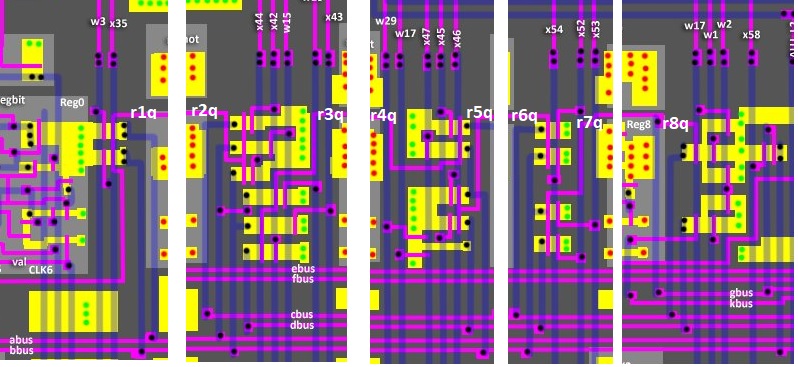 w3 x35
egbit
Reg0
r1q
val
CLK6
abus
bbus
not
x44 x42 w15
x43
r2q
r3q
ebus
fbus
cbus
dbus
w29 w17 x47 x45 x46
r4q
r5q
x54 x52 x53
r6q
r7q
w17 w1 w2 x58
Reg8
r8q
gbus
kbus